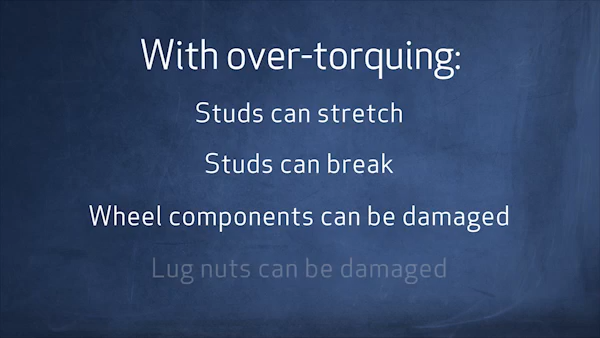 With over-torquing:
Studs can stretch
Studs can break
Wheel components can be damaged
Lug nuts can be damaged